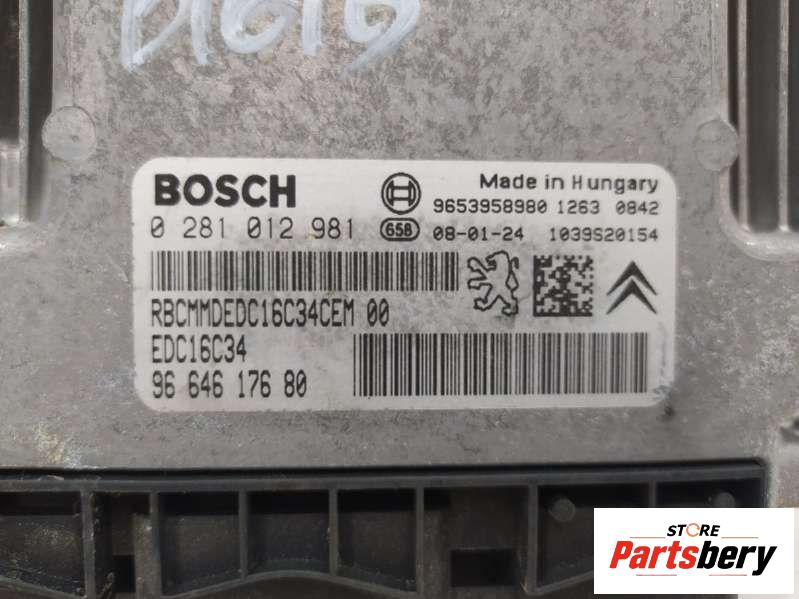 BOSCH
Made in Hungary
9653958980 1263 0842
0 281 012 981
658
08-01-24 1039S20154
RBCMMDEDC16C34CEM 00
EDC16C34
96 646 176 80
STORE
Partsbery